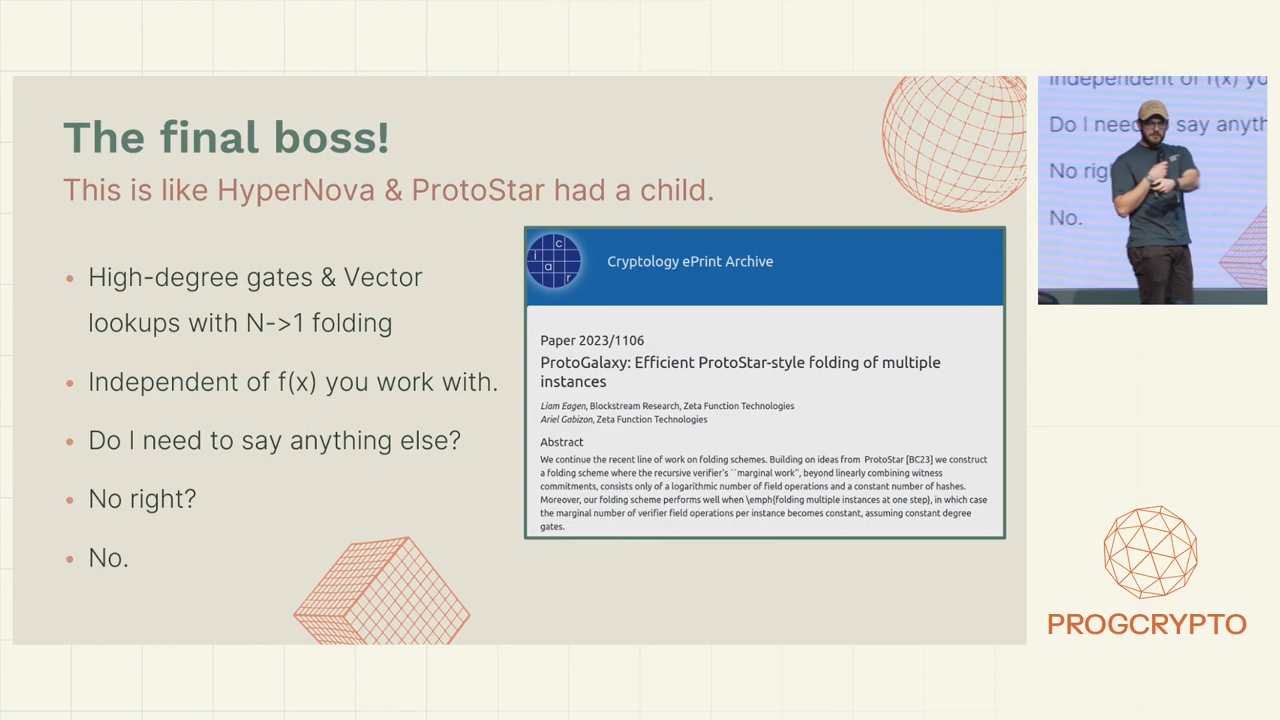 The final boss!
This is like HyperNova & ProtoStar had a child.
• High-degree gates & Vector
lookups with N->1 folding
• Independent of f(x) you work with.
• Do I need to say anything else?
• No right?
• No.
i
c
a
r
Cryptology ePrint Archive
Paper 2023/1106
ProtoGalaxy: Efficient ProtoStar-style folding of multiple
instances
Liam Eagen, Blockstream Research, Zeta Function Technologies
Ariel Gabizon, Zeta Function Technologies
Abstract
We continue the recent line of work on folding schemes. Building on ideas from ProtoStar [BC23] we construct
a folding scheme where the recursive verifier's ``marginal work'', beyond linearly combining witness
commitments, consists only of a logarithmic number of field operations and a constant number of hashes.
Moreover, our folding scheme performs well when \emph{folding multiple instances at one step}, in which case
the marginal number of verifier field operations per instance becomes constant, assuming constant degree
gates.
Independent of f(x) yo
Do I need say anyth
No rig
No.
PROGCRYPTO